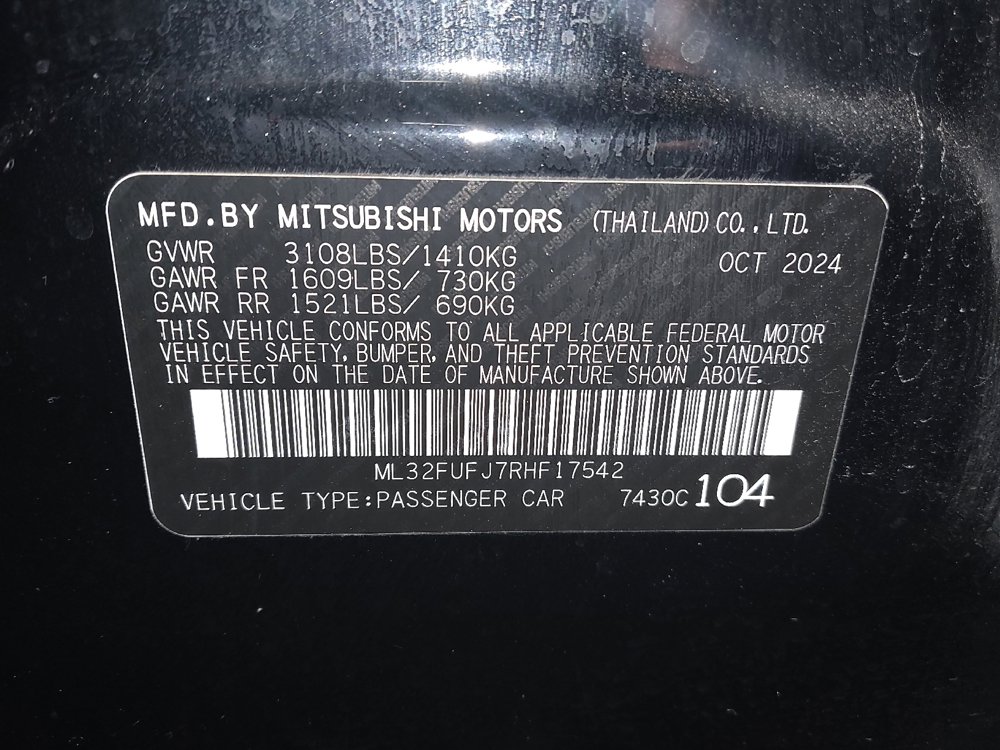 MFD.BY MITSUBISHI MOTORS (THAILAND) CO., LTD.
GVWR 3108LBS/1410KG OCT 2024
GAWR FR 1609LBS/ 730KG
GAWR RR 1521LBS/ 690KG
THIS VEHICLE CONFORMS TO ALL APPLICABLE FEDERAL MOTOR
VEHICLE SAFETY, BUMPER, AND THEFT PREVENTION STANDARDS
IN EFFECT ON THE DATE OF MANUFACTURE SHOWN ABOVE.
ML32FUFJ7RHF17542
VEHICLE TYPE:PASSENGER CAR 7430C 104